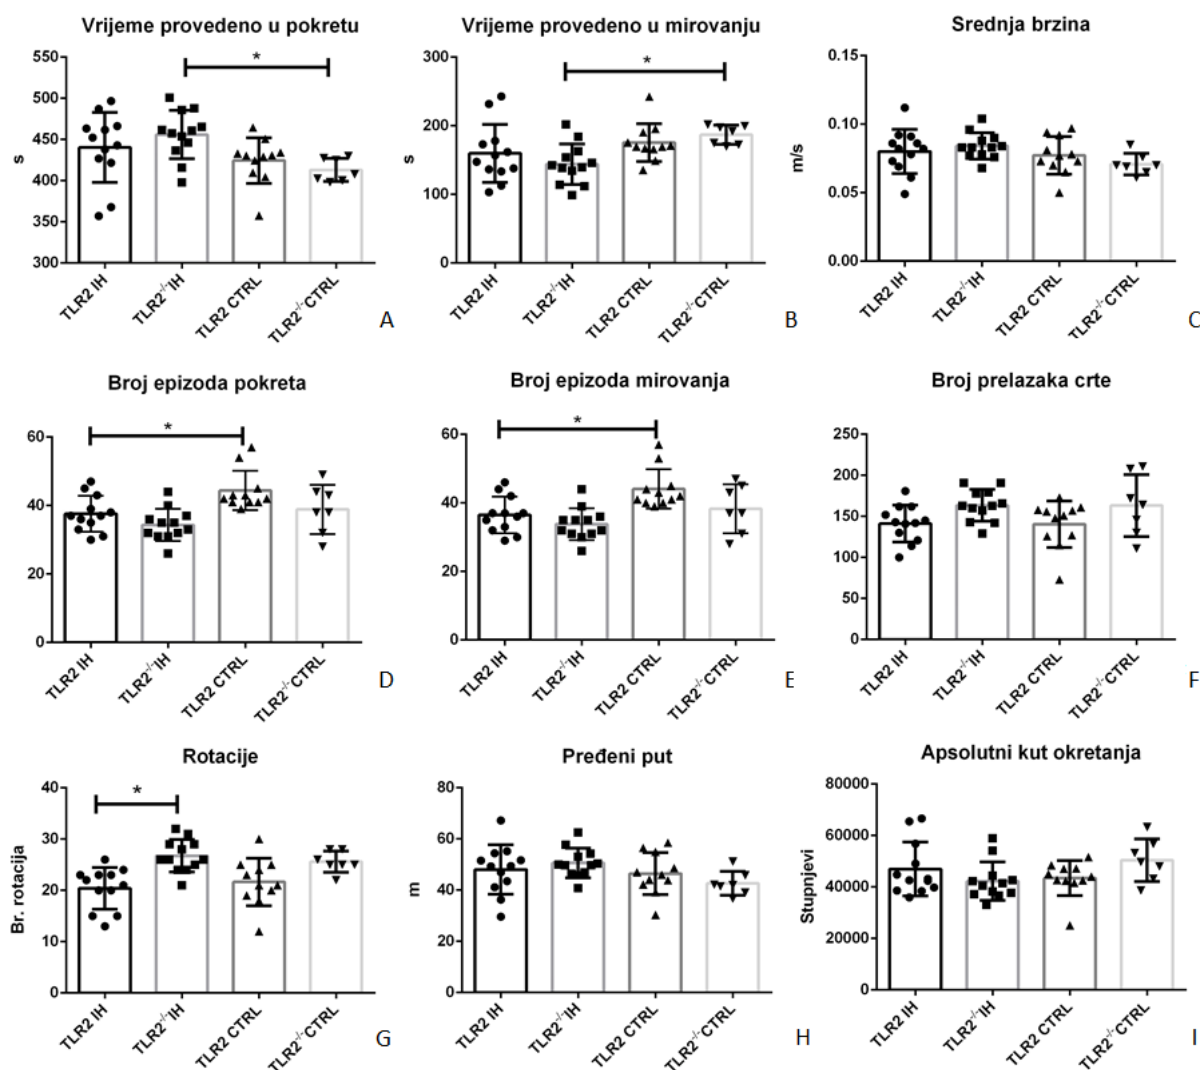 Vrijeme provedeno u pokretu
550
500
450
400
350
300
s
*
TLR2 IH
TLR2-/-IH
TLR2 CTRL
TLR2-/-CTRL
A
Vrijeme provedeno u mirovanju
300
200
100
0
s
*
TLR2 IH
TLR2-/-IH
TLR2 CTRL
TLR2-/-CTRL
B
Srednja brzina
0.15
0.10
0.05
0.00
m/s
TLR2 IH
TLR2-/-IH
TLR2 CTRL
TLR2-/-CTRL
C
Broj epizoda pokreta
60
40
20
0
*
TLR2 IH
TLR2-/-IH
TLR2 CTRL
TLR2-/-CTRL
D
Broj epizoda mirovanja
60
40
20
0
*
TLR2 IH
TLR2-/-IH
TLR2 CTRL
TLR2-/-CTRL
E
Broj prelazaka crte
250
200
150
100
50
0
TLR2 IH
TLR2-/-IH
TLR2 CTRL
TLR2-/-CTRL
F
Rotacije
40
30
20
10
0
Br. rotacija
*
TLR2 IH
TLR2-/-IH
TLR2 CTRL
TLR2-/-CTRL
G
Pređeni put
80
60
40
20
0
m
TLR2 IH
TLR2-/-IH
TLR2 CTRL
TLR2-/-CTRL
H
Apsolutni kut okretanja
80000
60000
40000
20000
0
Stupnjevi
TLR2 IH
TLR2-/-IH
TLR2 CTRL
TLR2-/-CTRL
I